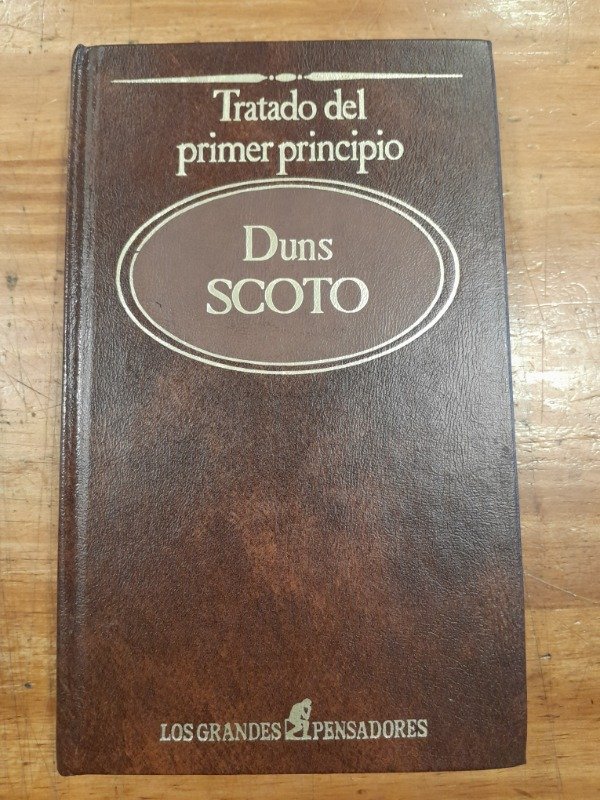 Tratado del
primer principio
Duns
SCOTO
LOS GRANDES PENSADORES